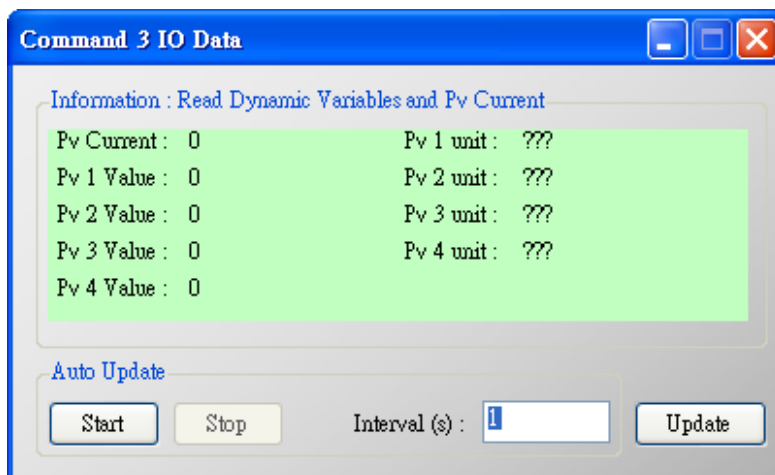 Command 3 IO Data
Information : Read Dynamic Variables and Pv Current
Pv Current : 0 Pv 1 unit : ???
Pv 1 Value : 0 Pv 2 unit : ???
Pv 2 Value : 0 Pv 3 unit : ???
Pv 3 Value : 0 Pv 4 unit : ???
Pv 4 Value : 0
Auto Update
Start Stop Interval (s) : 1 Update